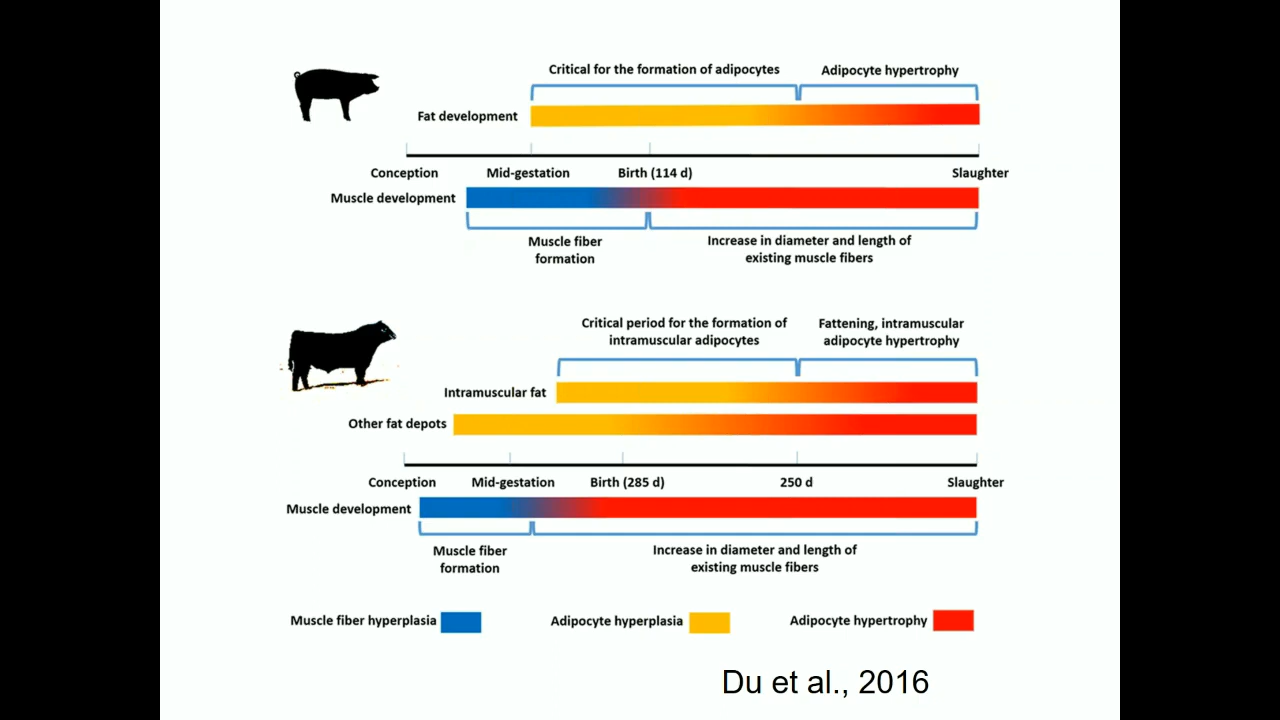 Critical for the formation of adipocytes
Adipocyte hypertrophy
Fat development
Conception
Mid-gestation
Birth (114 d)
Slaughter
Muscle development
Muscle fiber
formation
Increase in diameter and length of
existing muscle fibers
Critical period for the formation of
intramuscular adipocytes
Fattening, intramuscular
adipocyte hypertrophy
Intramuscular fat
Other fat depots
Conception
Mid-gestation
Birth (285 d)
250 d
Slaughter
Muscle development
Muscle fiber
formation
Increase in diameter and length of
existing muscle fibers
Muscle fiber hyperplasia
Adipocyte hyperplasia
Adipocyte hypertrophy
Du et al., 2016